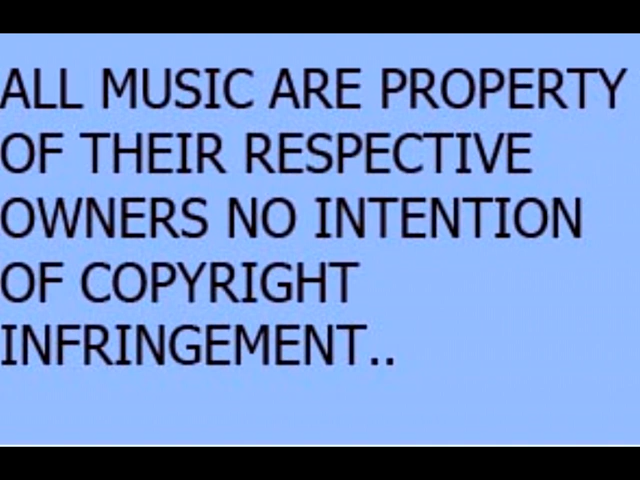 ALL MUSIC ARE PROPERTY
OF THEIR RESPECTIVE
OWNERS NO INTENTION
OF COPYRIGHT
INFRINGEMENT..